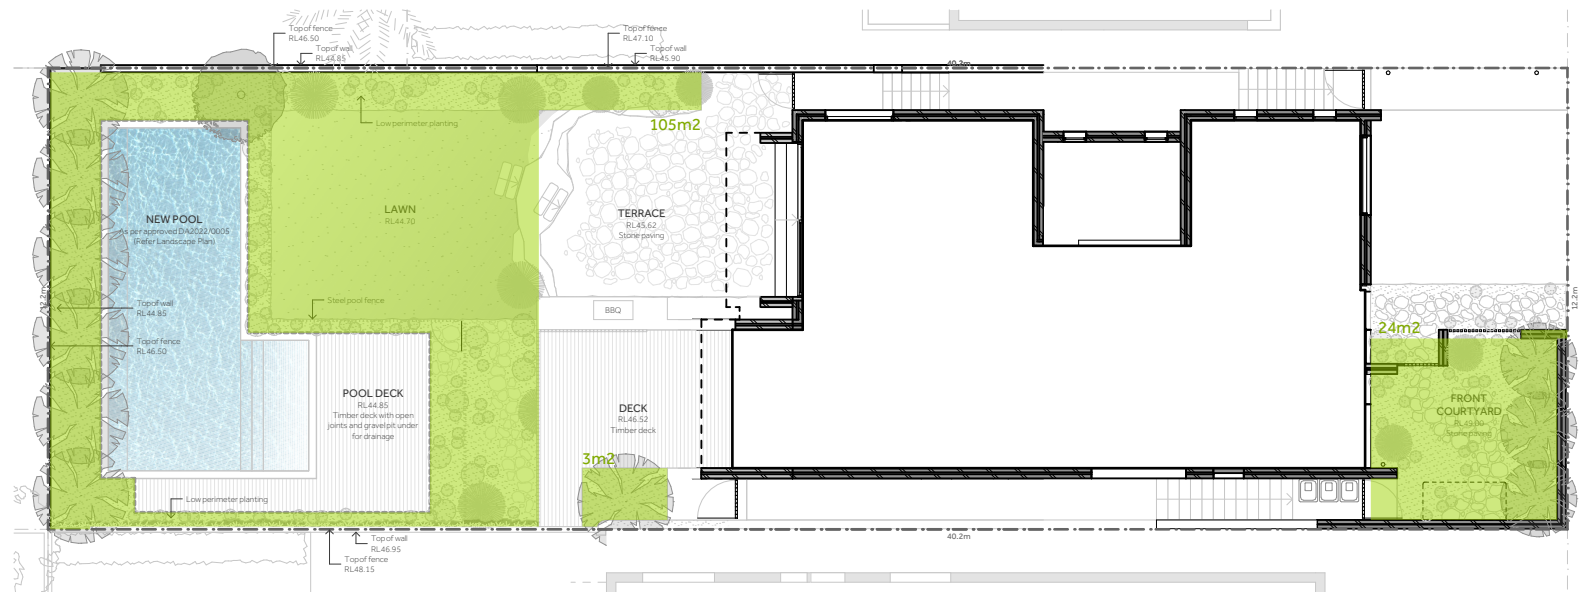 Top of fence
RL46.50
Top of wall
RL44.85
Top of fence
RL47.10
Top of wall
RL45.90
40.2m
Low perimeter planting
105m2
NEW POOL
As per approved DA2022/0005
(Refer Landscape Plan)
LAWN
RL44.70
TERRACE
RL45.62
Stone paving
12.2m
Top of wall
RL44.85
Top of fence
RL46.50
Steel pool fence
BBQ
12.2m
24m2
POOL DECK
RL44.85
Timber deck with open
joints and gravel pit under
for drainage
DECK
RL46.52
Timber deck
FRONT
COURTYARD
Stone paving
3m2
Low perimeter planting
Top of wall
RL46.95
Top of fence
RL48.15
40.2m